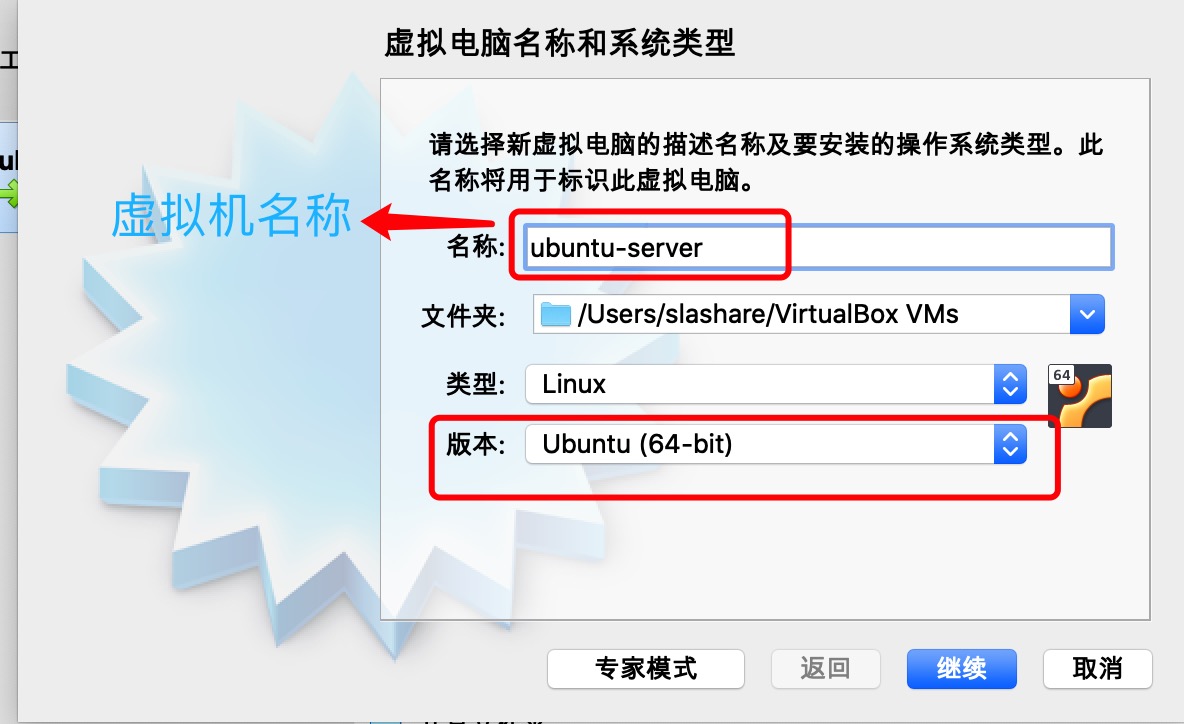 虚拟电脑名称和系统类型
请选择新虚拟电脑的描述名称及要安装的操作系统类型。此
名称将用于标识此虚拟电脑。
虚拟机名称
名称: ubuntu-server
文件夹: /Users/slashare/VirtualBox VMs
类型: Linux
64
版本: Ubuntu (64-bit)
专家模式 返回 继续 取消